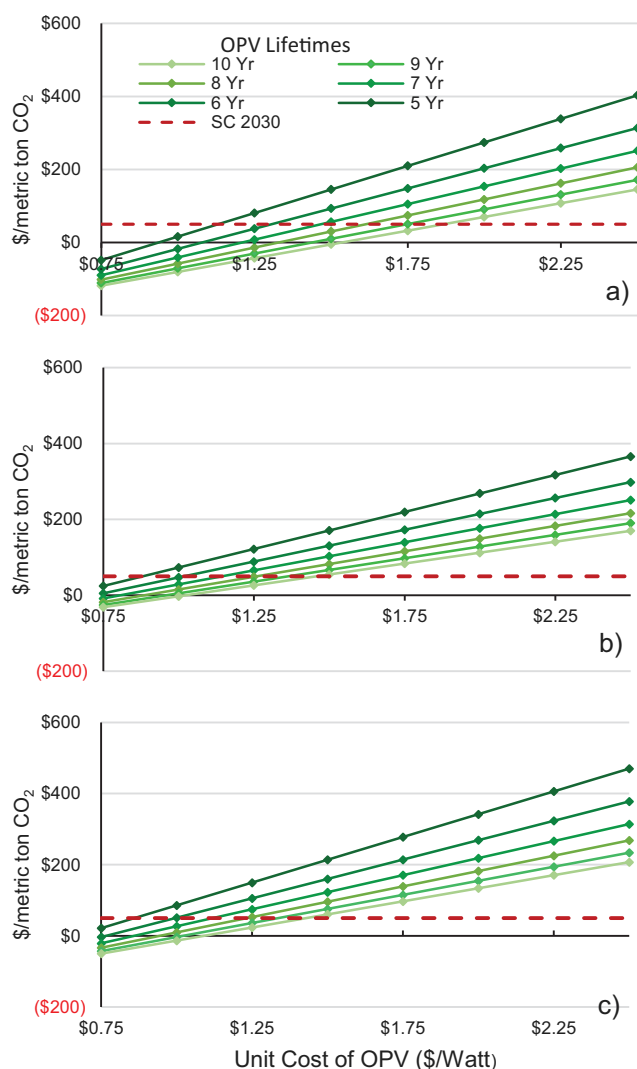 $600
OPV Lifetimes
10 Yr 9 Yr
8 Yr 7 Yr
6 Yr 5 Yr
SC 2030
$400
$200
$0
($200)
$/metric ton CO₂
$0.75 $1.25 $1.75 $2.25
a)
$600
$400
$200
$0
($200)
$/metric ton CO₂
$0.75 $1.25 $1.75 $2.25
b)
$600
$400
$200
$0
($200)
$/metric ton CO₂
c)
$0.75 $1.25 $1.75 $2.25
Unit Cost of OPV ($/Watt)